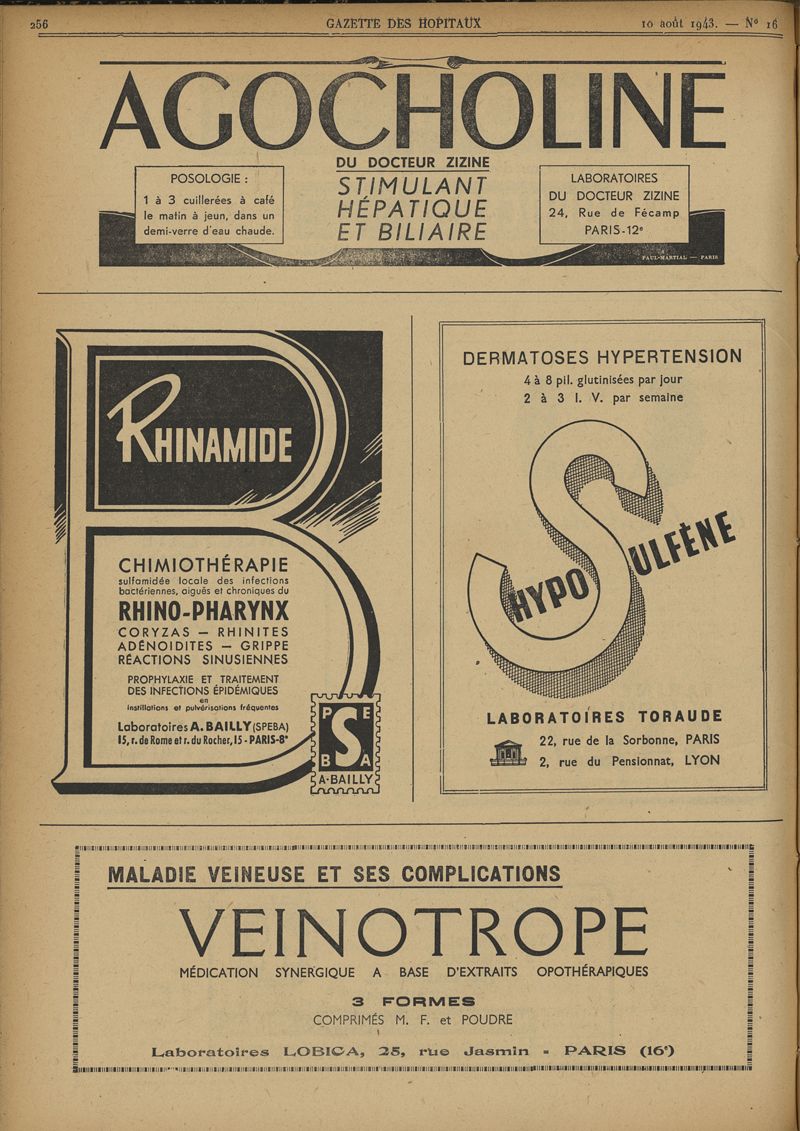 256
GAZETTE DES HOPITAUX
10 août 1943. — Nº 16
AGOCHOLINE
POSOLOGIE :
1 à 3 cuillerées à café
le matin à jeun, dans un
demi-verre d'eau chaude.
DU DOCTEUR ZIZINE
STIMULANT
HÉPATIQUE
ET BILIAIRE
LABORATOIRES
DU DOCTEUR ZIZINE
24, Rue de Fécamp
PARIS-12e
PAUL-MARTIAL — PARIS
RHINAMIDE
CHIMIOTHÉRAPIE
sulfamidée locale des infections
bactériennes, aiguës et chroniques du
RHINO-PHARYNX
CORYZAS — RHINITES
ADÉNOIDITES — GRIPPE
RÉACTIONS SINUSIENNES
PROPHYLAXIE ET TRAITEMENT
DES INFECTIONS ÉPIDÉMIQUES
en
instillations et pulvérisations fréquentes
Laboratoires A. BAILLY (SPEBA)
15, r. de Rome et r. du Rocher, 15 - PARIS-8e
P E
S
B A
A. BAILLY
DERMATOSES HYPERTENSION
4 à 8 pil. glutinisées par jour
2 à 3 I. V. par semaine
HYPOSULFÈNE
LABORATOIRES TORAUDE
22, rue de la Sorbonne, PARIS
2, rue du Pensionnat, LYON
MALADIE VEINEUSE ET SES COMPLICATIONS
VEINOTROPE
MÉDICATION SYNERGIQUE A BASE D'EXTRAITS OPOTHÉRAPIQUES
3 FORMES
COMPRIMÉS M. F. et POUDRE
Laboratoires LOBICA, 25, rue Jasmin - PARIS (16e)